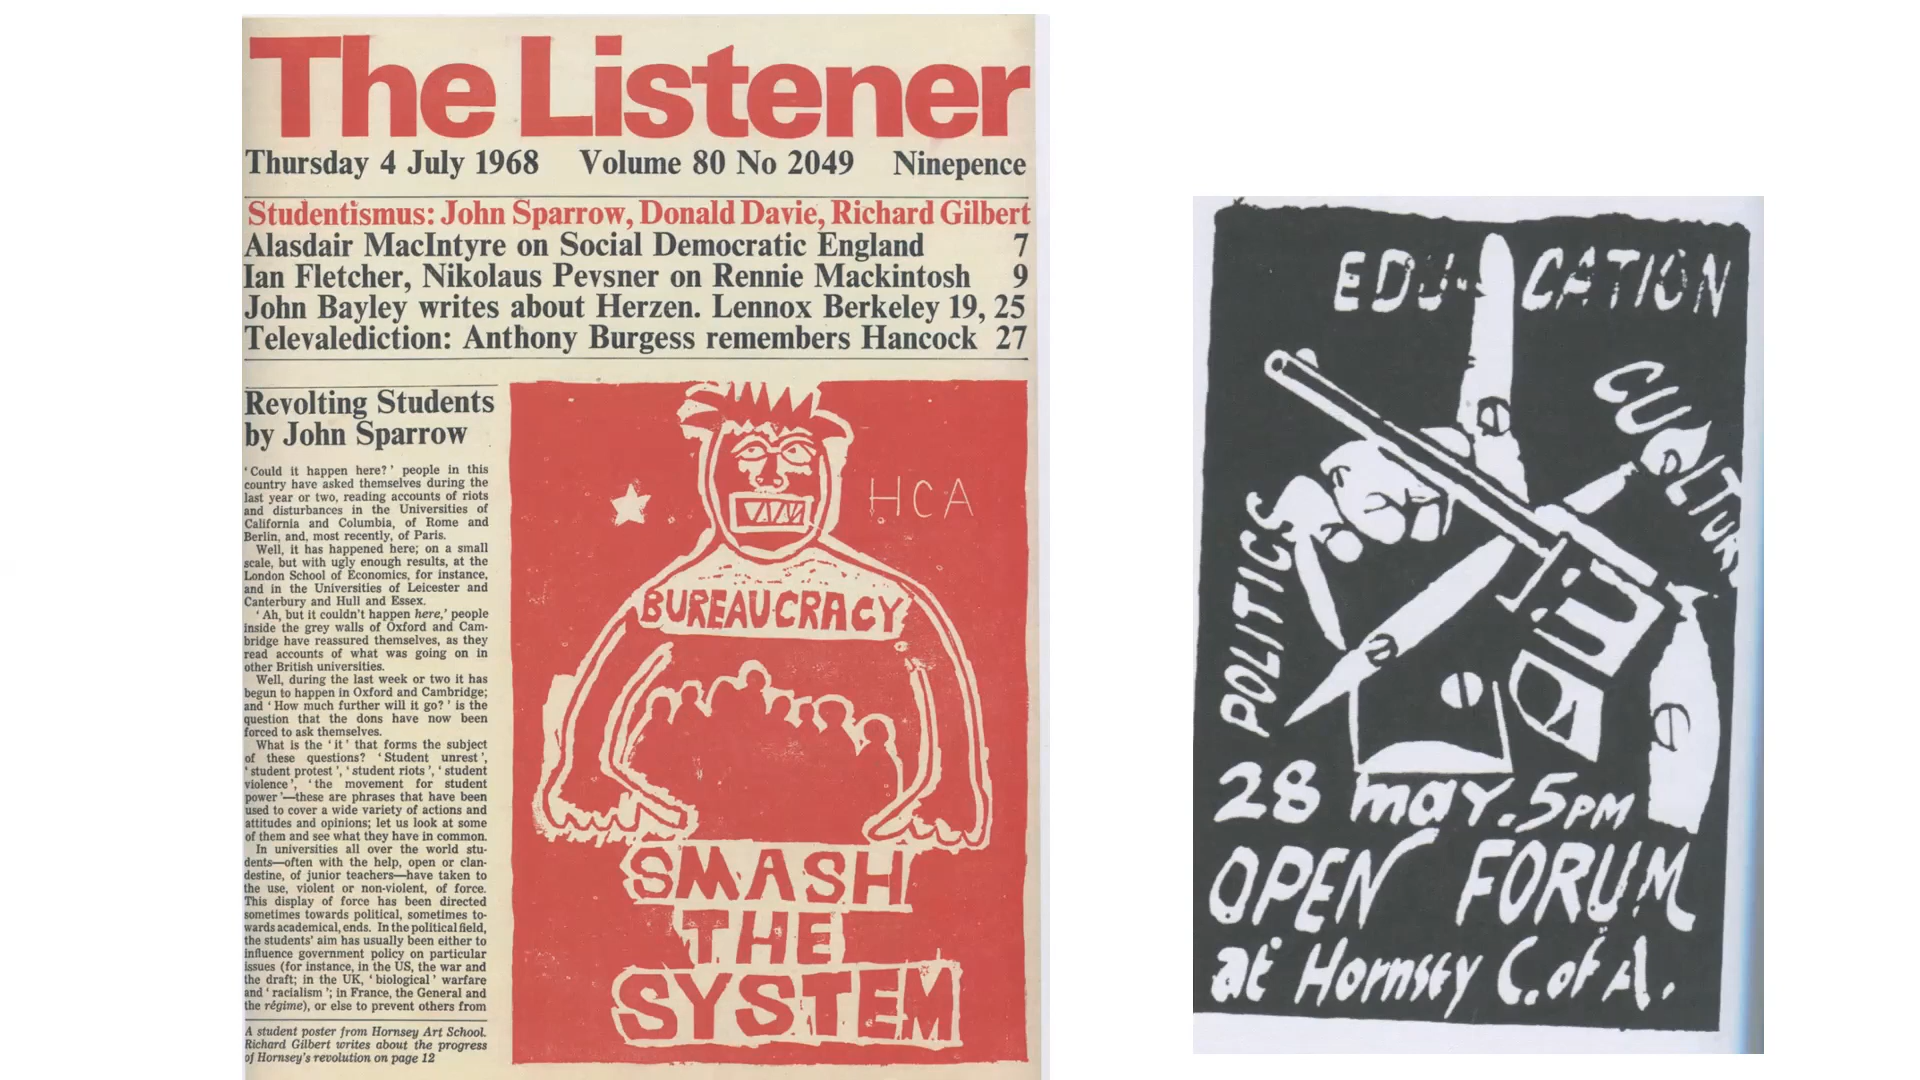 The Listener
Thursday 4 July 1968 Volume 80 No 2049 Ninepence
Studentismus: John Sparrow, Donald Davie, Richard Gilbert
Alasdair MacIntyre on Social Democratic England 7
Ian Fletcher, Nikolaus Pevsner on Rennie Mackintosh 9
John Bayley writes about Herzen. Lennox Berkeley 19, 25
Televalediction: Anthony Burgess remembers Hancock 27
Revolting Students
by John Sparrow
'Could it happen here?' people in this
country have asked themselves during the
last year or two, reading accounts of riots
and disturbances in the Universities of
California and Columbia, of Rome and
Berlin, and, most recently, of Paris.
Well, it has happened here; on a small
scale, but with ugly enough results, at the
London School of Economics, for instance,
and in the Universities of Leicester and
Canterbury and Hull and Essex.
'Ah, but it couldn't happen here,' people
inside the grey walls of Oxford and Cam-
bridge have reassured themselves, as they
read accounts of what was going on in
other British universities.
Well, during the last week or two it has
begun to happen in Oxford and Cambridge;
and 'How much further will it go?' is the
question that the dons have now been
forced to ask themselves.
What is the 'it' that forms the subject
of these questions? 'Student unrest',
'student protest', 'student riots', 'student
violence', 'the movement for student
power'—these are phrases that have been
used to cover a wide variety of actions and
attitudes and opinions; let us look at some
of them and see what they have in common.
In universities all over the world stu-
dents—often with the help, open or clan-
destine, of junior teachers—have taken to
the use, violent or non-violent, of force.
This display of force has been directed
sometimes towards political, sometimes to-
wards academical, ends. In the political field,
the students' aim has usually been either to
influence government policy on particular
issues (for instance, in the US, the war and
the draft; in the UK, 'biological' warfare
and 'racialism'; in France, the General and
the régime), or else to prevent others from
A student poster from Hornsey Art School.
Richard Gilbert writes about the progress
of Hornsey's revolution on page 12
HCA
BUREAUCRACY
SMASH
THE
SYSTEM
EDU-CATION
CULTUR
POLITICS
28 may. 5PM
OPEN FORUM
at Hornsey C. of A.